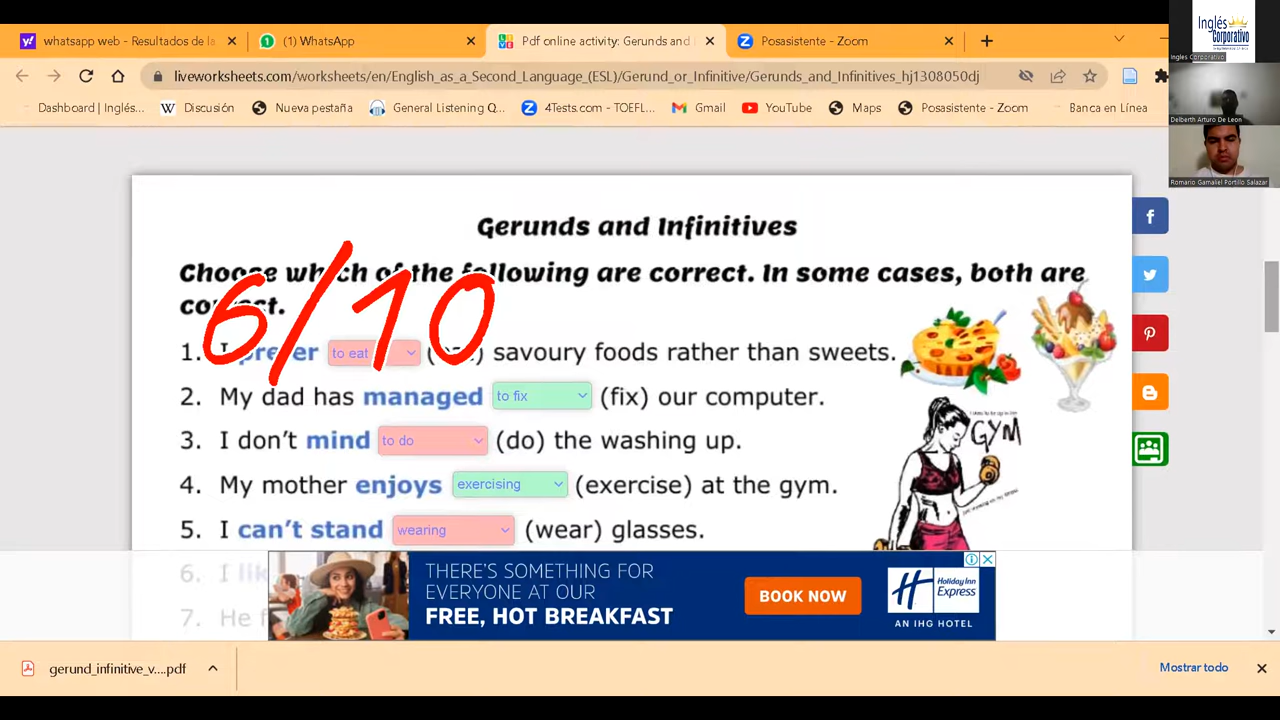 whatsapp web - Resultados de la
(1) WhatsApp
Pdf online activity: Gerunds and I
Posasistente - Zoom
liveworksheets.com/worksheets/en/English_as_a_Second_Language_(ESL)/Gerund_or_Infinitive/Gerunds_and_Infinitives_hj1308050dj
Dashboard | Inglés...
Discusión
Nueva pestaña
General Listening Q...
4Tests.com - TOEFL...
Gmail
YouTube
Maps
Posasistente - Zoom
Banca en Línea
Inglés
Corporativo
Ingles Corporativo
Delberth Arturo De Leon
Romario Gamaliel Portillo Salazar
Gerunds and Infinitives
Choose which of the following are correct. In some cases, both are
correct.
6/10
1. I prefer to eat (eat) savoury foods rather than sweets.
2. My dad has managed to fix (fix) our computer.
3. I don't mind to do (do) the washing up.
4. My mother enjoys exercising (exercise) at the gym.
5. I can't stand wearing (wear) glasses.
6. I lik
7. He f
GYM
THERE'S SOMETHING FOR
EVERYONE AT OUR
FREE, HOT BREAKFAST
BOOK NOW
Holiday Inn
Express
AN IHG HOTEL
gerund_infinitive_v....pdf
Mostrar todo